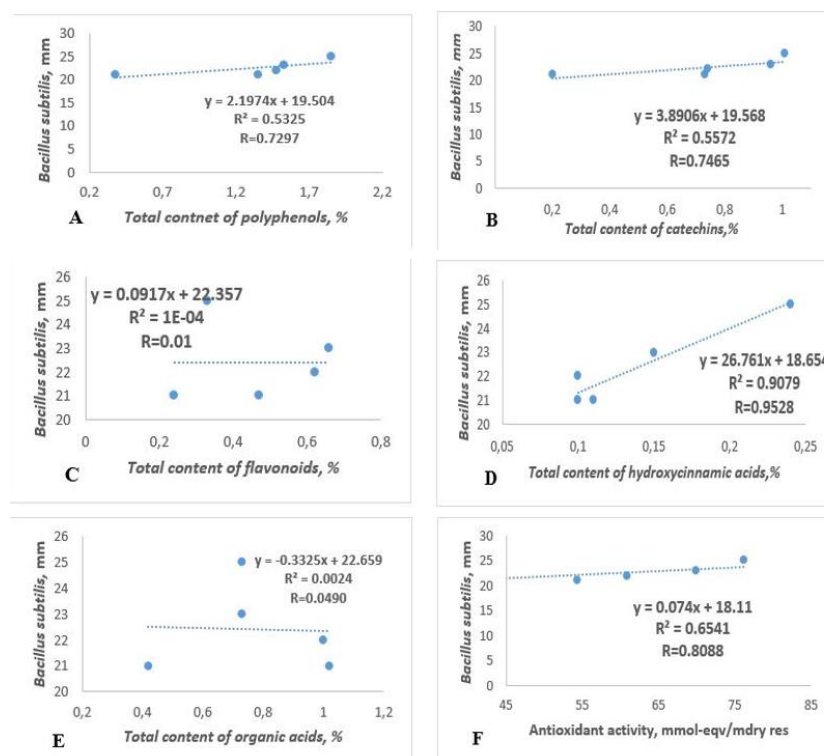 Bacillus subtilis, mm
30
25
20
15
10
5
0
y = 2.1974x + 19.504
R² = 0.5325
R=0.7297
0,2
0,7
1,2
1,7
2,2
A
Total contnet of polyphenols, %
Bacillus subtilis, mm
30
25
20
15
10
5
0
y = 3.8906x + 19.568
R² = 0.5572
R=0.7465
0,2
0,4
0,6
0,8
1
B
Total content of catechins,%
Bacillus subtilis, mm
26
25
24
23
22
21
20
y = 0.0917x + 22.357
R² = 1E-04
R=0.01
0
0,2
0,4
0,6
0,8
C
Total content of flavonoids, %
Bacillus subtilis, mm
26
25
24
23
22
21
20
y = 26.761x + 18.654
R² = 0.9079
R=0.9528
0,05
0,1
0,15
0,2
0,25
D
Total content of hydroxycinnamic acids,%
Bacillus subtilis, mm
26
25
24
23
22
21
20
y = -0.3325x + 22.659
R² = 0.0024
R=0.0490
0,2
0,4
0,6
0,8
1
1,2
E
Total content of organic acids, %
Bacillus subtilis, mm
30
25
20
15
10
5
0
y = 0.074x + 18.11
R² = 0.6541
R=0.8088
45
55
65
75
85
F
Antioxidant activity, mmol-eqv/mdry res